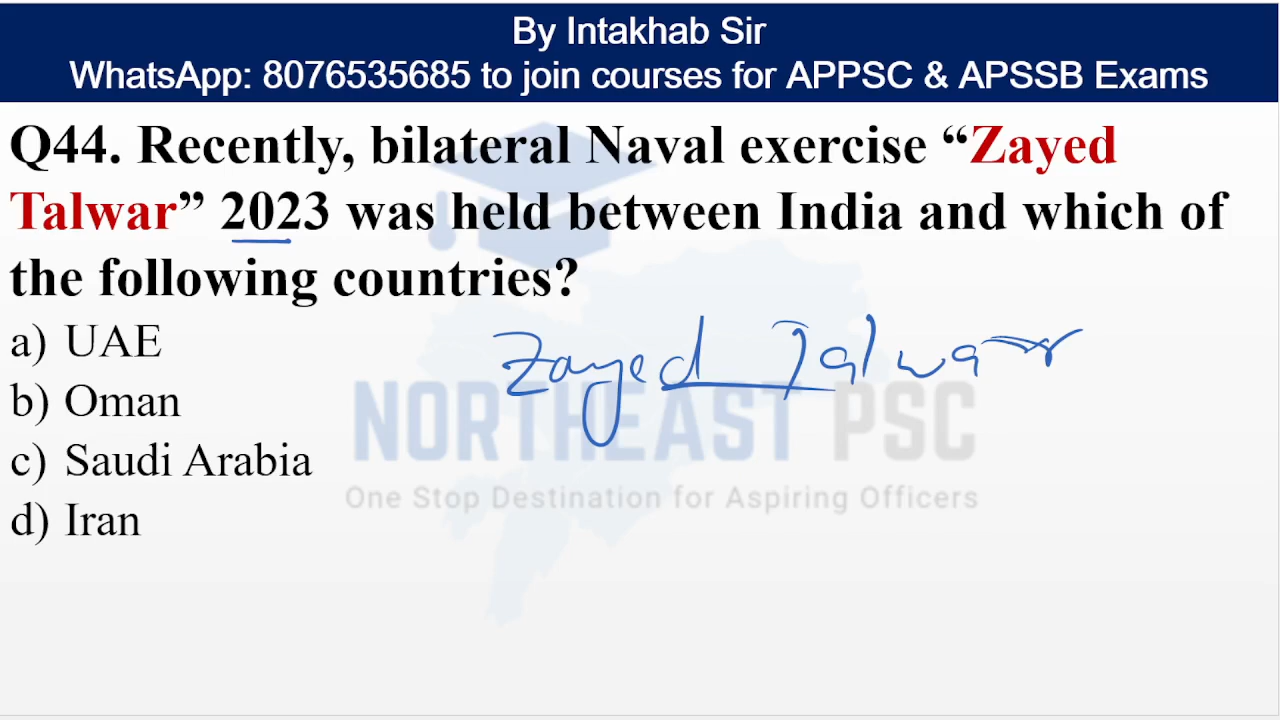 By Intakhab Sir
WhatsApp: 8076535685 to join courses for APPSC & APSSB Exams
Q44. Recently, bilateral Naval exercise “Zayed
Talwar” 2023 was held between India and which of
the following countries?
a) UAE
Zayed Talwar
b) Oman
NORTHEAST PSC
c) Saudi Arabia
One Stop Destination for Aspiring Officers
d) Iran